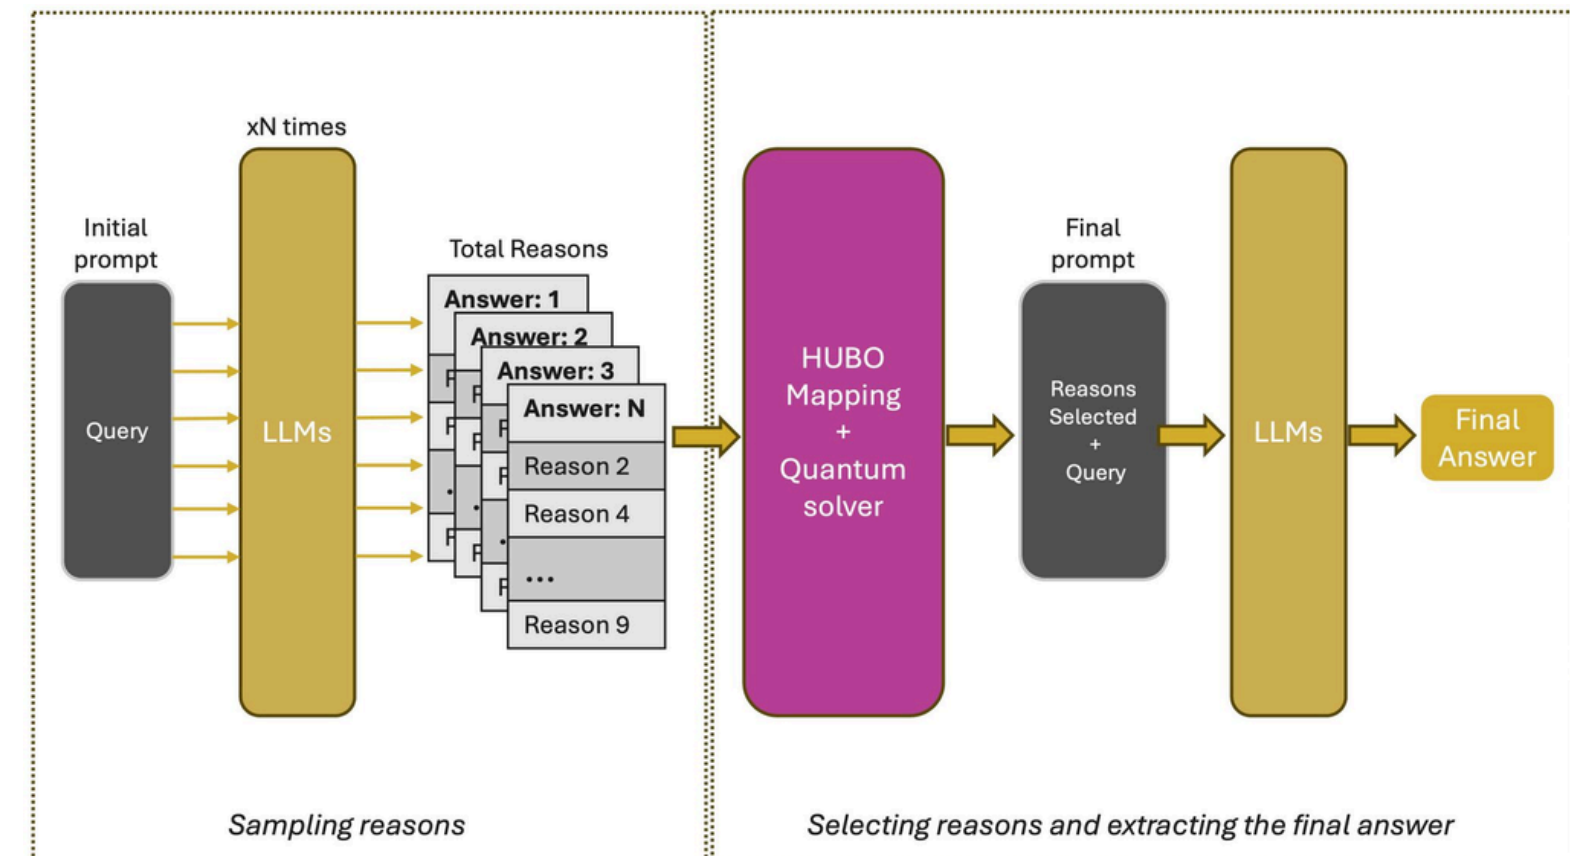 xN times
Initial
prompt
Query
LLMs
Total Reasons
Answer: 1
Answer: 2
Answer: 3
Answer: N
Reason 2
Reason 4
...
Reason 9
Sampling reasons
HUBO
Mapping
+
Quantum
solver
Final
prompt
Reasons
Selected
+
Query
LLMs
Final
Answer
Selecting reasons and extracting the final answer